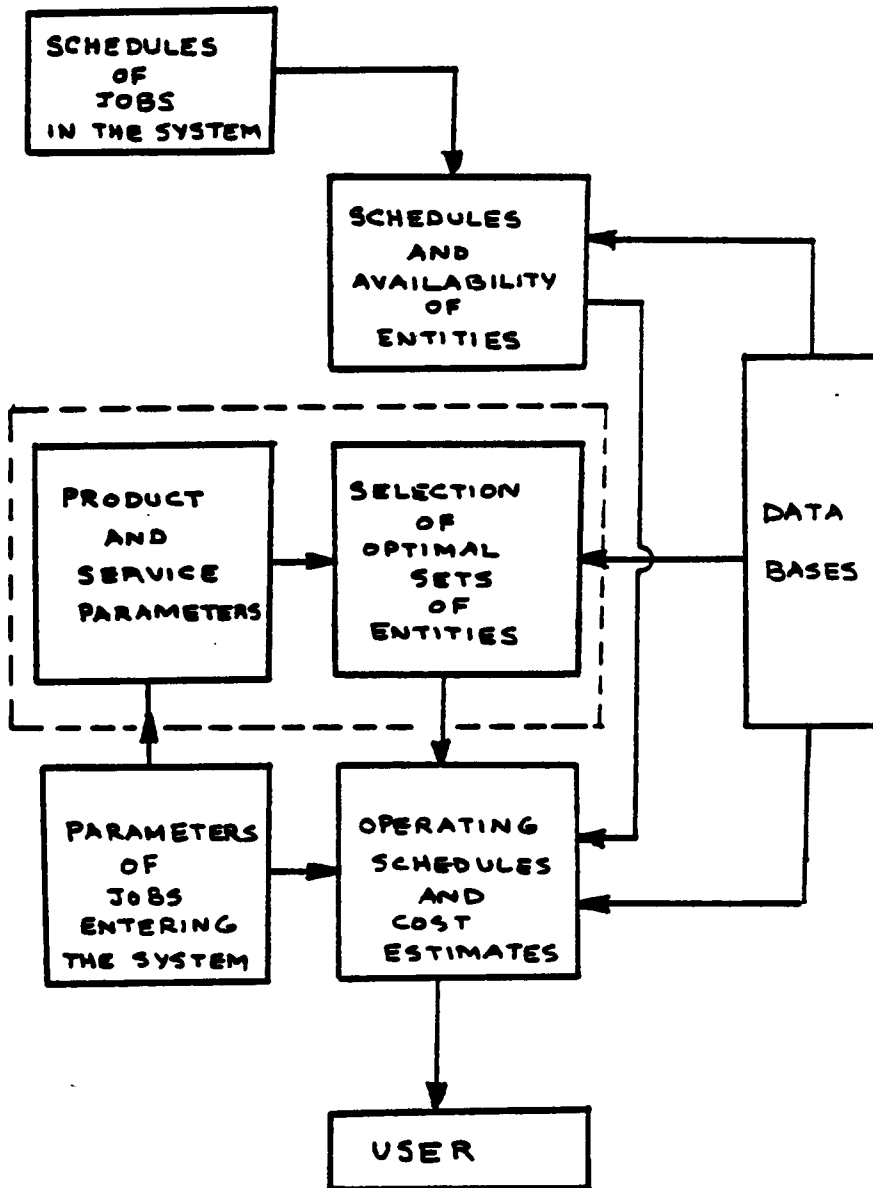 SCHEDULES
OF
JOBS
IN THE SYSTEM
SCHEDULES
AND
AVAILABILITY
OF
ENTITIES
PRODUCT
AND
SERVICE
PARAMETERS
SELECTION
OF
OPTIMAL
SETS
OF
ENTITIES
DATA
BASES
PARAMETERS
OF
JOBS
ENTERING
THE SYSTEM
OPERATING
SCHEDULES
AND
COST
ESTIMATES
USER